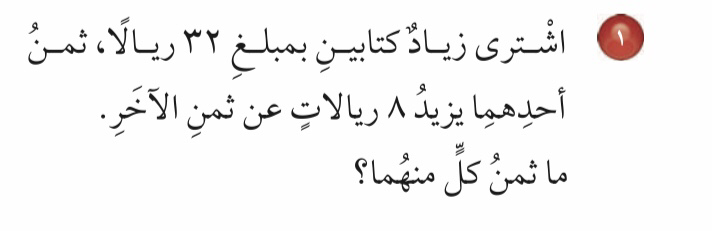 ١ اشْترى زيادٌ كتابينِ بمبلغِ ٣٢ ريالًا، ثمنُ
أحدِهمِا يزيدُ ٨ ريالاتٍ عن ثمنِ الآخَرِ.
ما ثمنُ كلٍّ منهُما؟